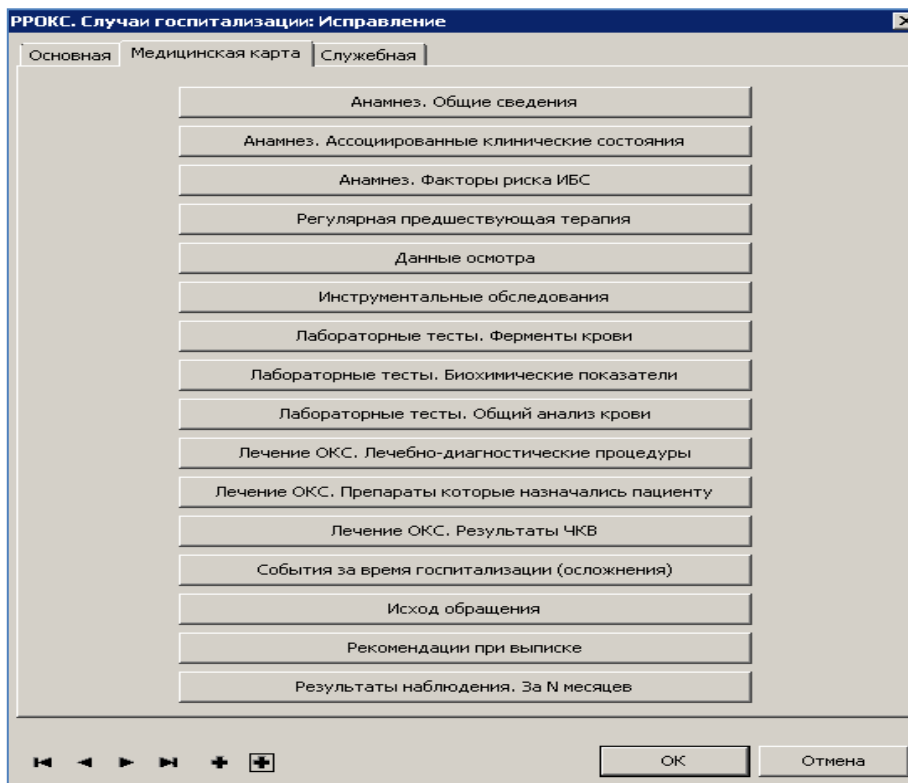 РРОКС. Случаи госпитализации: Исправление
Основная Медицинская карта Служебная
Анамнез. Общие сведения
Анамнез. Ассоциированные клинические состояния
Анамнез. Факторы риска ИБС
Регулярная предшествующая терапия
Данные осмотра
Инструментальные обследования
Лабораторные тесты. Ферменты крови
Лабораторные тесты. Биохимические показатели
Лабораторные тесты. Общий анализ крови
Лечение ОКС. Лечебно-диагностические процедуры
Лечение ОКС. Препараты которые назначались пациенту
Лечение ОКС. Результаты ЧКВ
События за время госпитализации (осложнения)
Исход обращения
Рекомендации при выписке
Результаты наблюдения. За N месяцев
ОК Отмена